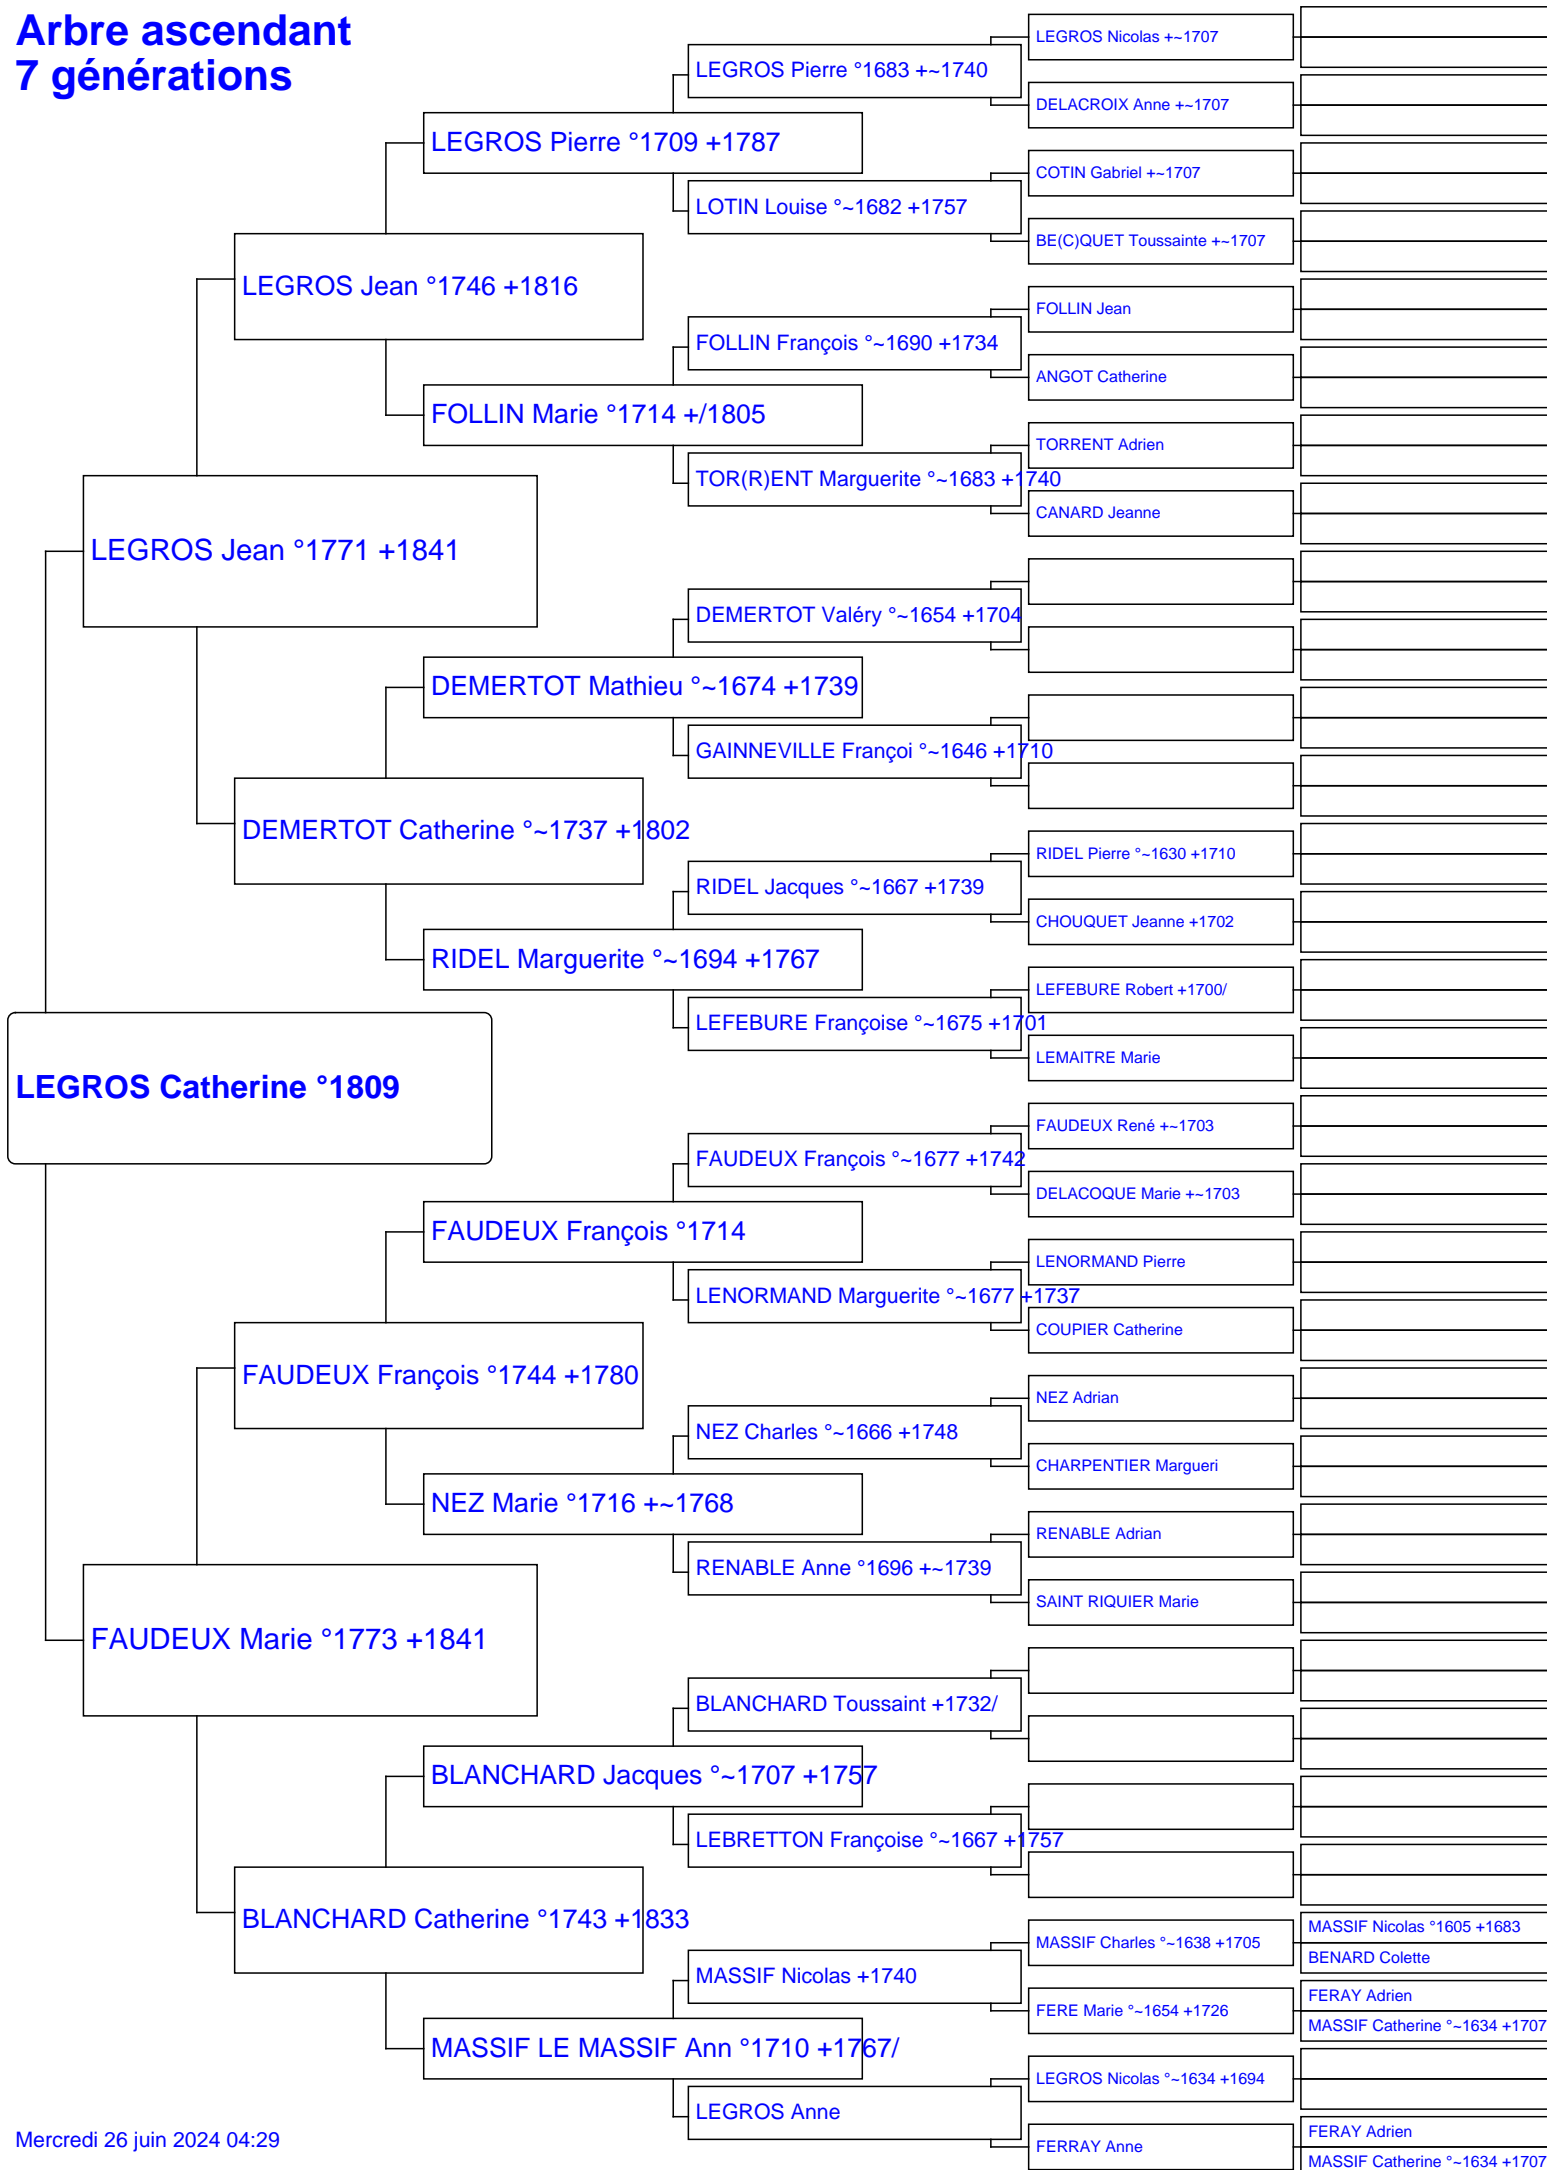 Arbre ascendant
7 générations
LEGROS Nicolas +~1707
LEGROS Pierre °1683 +~1740
DELACROIX Anne +~1707
LEGROS Pierre °1709 +1787
COTIN Gabriel +~1707
LOTIN Louise °~1682 +1757
BE(C)QUET Toussainte +~1707
LEGROS Jean °1746 +1816
FOLLIN Jean
FOLLIN François °~1690 +1734
ANGOT Catherine
FOLLIN Marie °1714 +/1805
TORRENT Adrien
TOR(R)ENT Marguerite °~1683 +1740
CANARD Jeanne
LEGROS Jean °1771 +1841
DEMERTOT Valéry °~1654 +1704
DEMERTOT Mathieu °~1674 +1739
GAINNEVILLE Françoi °~1646 +1710
DEMERTOT Catherine °~1737 +1802
RIDEL Pierre °~1630 +1710
RIDEL Jacques °~1667 +1739
CHOUQUET Jeanne +1702
RIDEL Marguerite °~1694 +1767
LEFEBURE Robert +1700/
LEFEBURE Françoise °~1675 +1701
LEMAITRE Marie
LEGROS Catherine °1809
FAUDEUX René +~1703
FAUDEUX François °~1677 +1742
DELACOQUE Marie +~1703
FAUDEUX François °1714
LENORMAND Pierre
LENORMAND Marguerite °~1677 +1737
COUPIER Catherine
FAUDEUX François °1744 +1780
NEZ Adrian
NEZ Charles °~1666 +1748
CHARPENTIER Margueri
NEZ Marie °1716 +~1768
RENABLE Adrian
RENABLE Anne °1696 +~1739
SAINT RIQUIER Marie
FAUDEUX Marie °1773 +1841
BLANCHARD Toussaint +1732/
BLANCHARD Jacques °~1707 +1757
LEBRETTON Françoise °~1667 +1757
BLANCHARD Catherine °1743 +1833
MASSIF Nicolas °1605 +1683
MASSIF Charles °~1638 +1705
BENARD Colette
MASSIF Nicolas +1740
FERAY Adrien
FERE Marie °~1654 +1726
MASSIF Catherine °~1634 +1707
MASSIF LE MASSIF Ann °1710 +1767/
LEGROS Nicolas °~1634 +1694
LEGROS Anne
FERAY Adrien
FERRAY Anne
MASSIF Catherine °~1634 +1707
Mercredi 26 juin 2024 04:29